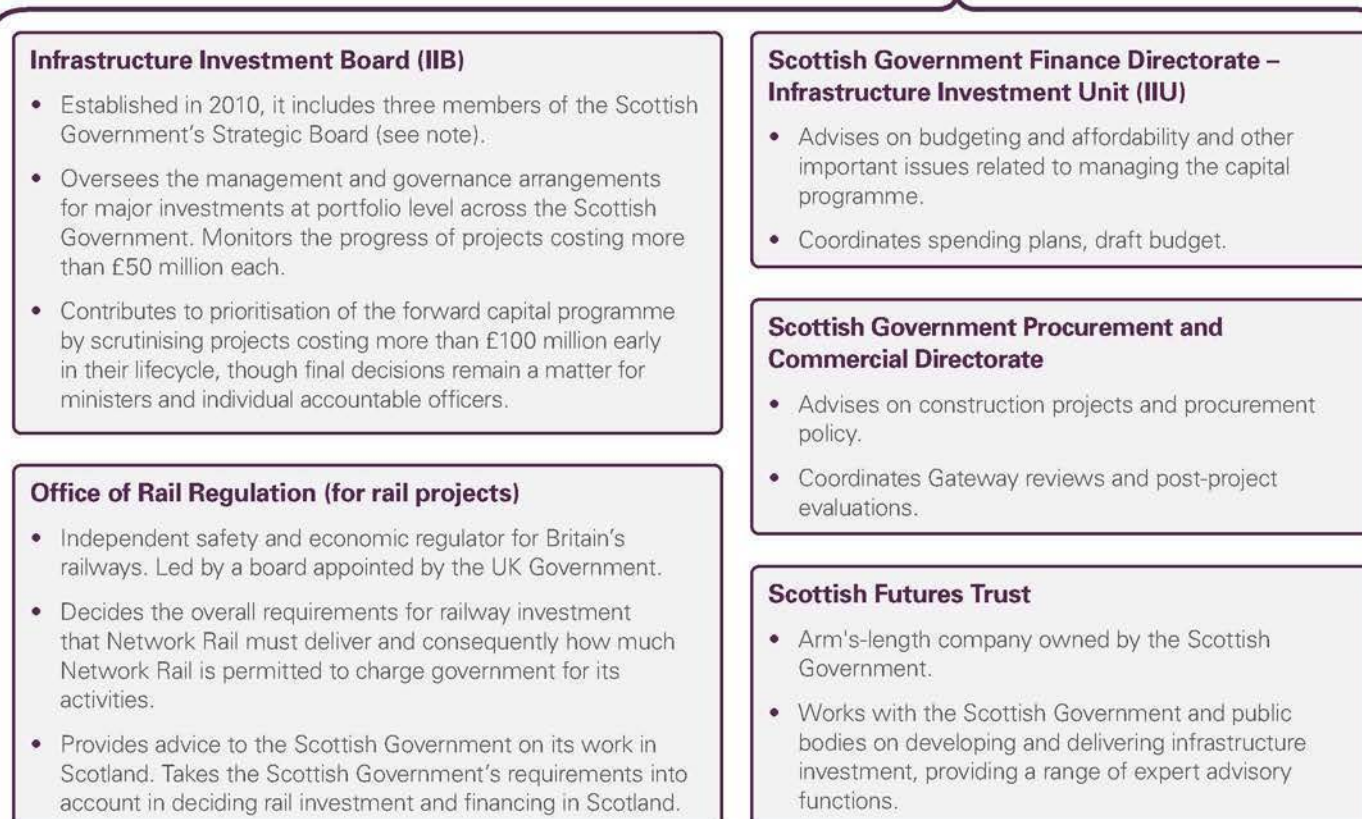 Infrastructure Investment Board (IIB)
• Established in 2010, it includes three members of the Scottish
Government's Strategic Board (see note).
• Oversees the management and governance arrangements
for major investments at portfolio level across the Scottish
Government. Monitors the progress of projects costing more
than £50 million each.
• Contributes to prioritisation of the forward capital programme
by scrutinising projects costing more than £100 million early
in their lifecycle, though final decisions remain a matter for
ministers and individual accountable officers.
Office of Rail Regulation (for rail projects)
• Independent safety and economic regulator for Britain's
railways. Led by a board appointed by the UK Government.
• Decides the overall requirements for railway investment
that Network Rail must deliver and consequently how much
Network Rail is permitted to charge government for its
activities.
• Provides advice to the Scottish Government on its work in
Scotland. Takes the Scottish Government's requirements into
account in deciding rail investment and financing in Scotland.
Scottish Government Finance Directorate –
Infrastructure Investment Unit (IIU)
• Advises on budgeting and affordability and other
important issues related to managing the capital
programme.
• Coordinates spending plans, draft budget.
Scottish Government Procurement and
Commercial Directorate
• Advises on construction projects and procurement
policy.
• Coordinates Gateway reviews and post-project
evaluations.
Scottish Futures Trust
• Arm's-length company owned by the Scottish
Government.
• Works with the Scottish Government and public
bodies on developing and delivering infrastructure
investment, providing a range of expert advisory
functions.